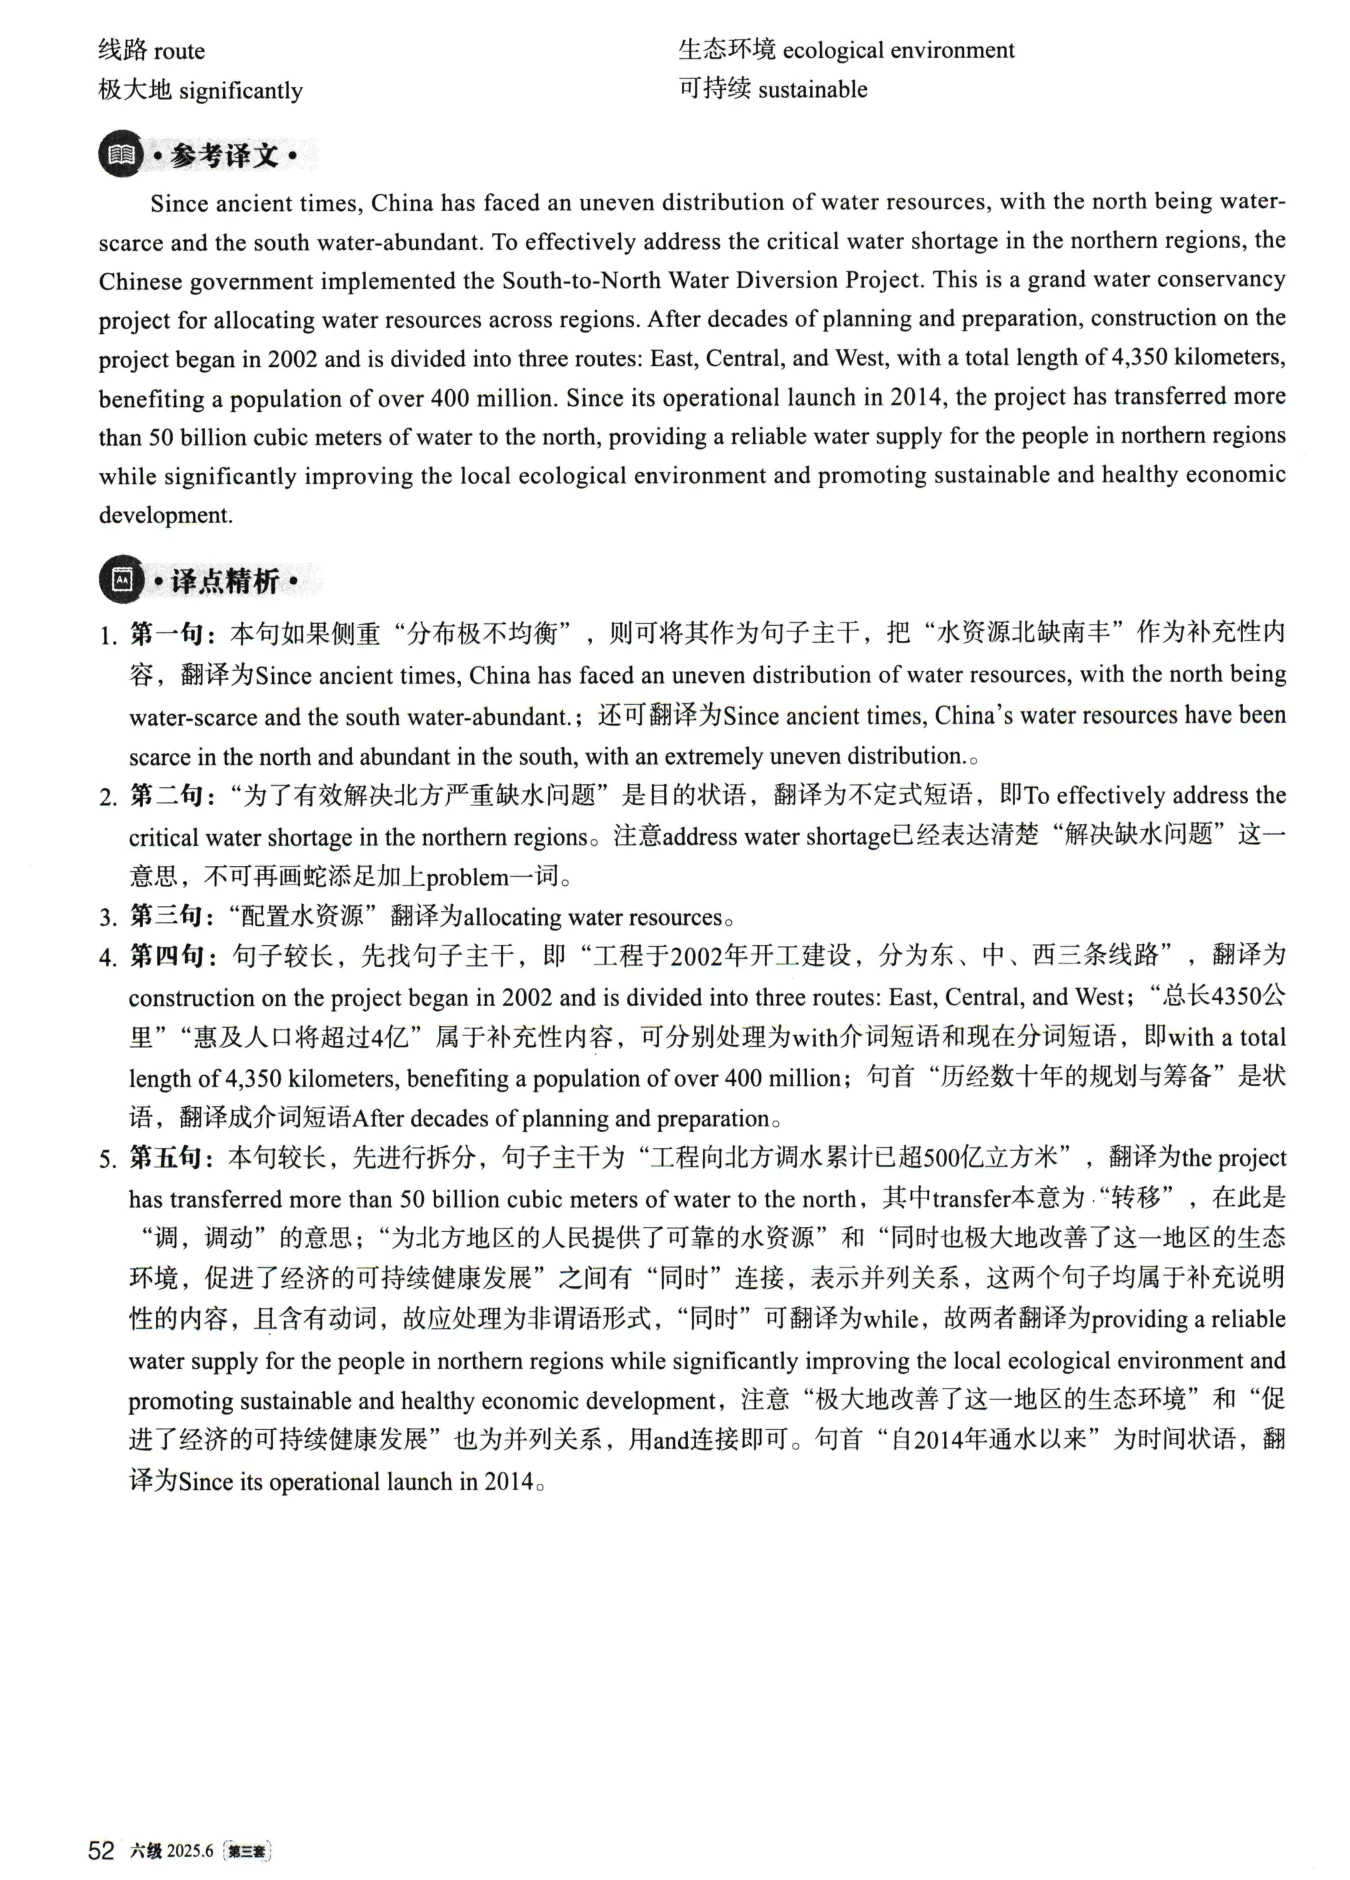 线路 route
生态环境 ecological environment
极大地 significantly
可持续 sustainable
·参考译文·
Since ancient times, China has faced an uneven distribution of water resources, with the north being water-
scarce and the south water-abundant. To effectively address the critical water shortage in the northern regions, the
Chinese government implemented the South-to-North Water Diversion Project. This is a grand water conservancy
project for allocating water resources across regions. After decades of planning and preparation, construction on the
project began in 2002 and is divided into three routes: East, Central, and West, with a total length of 4,350 kilometers,
benefiting a population of over 400 million. Since its operational launch in 2014, the project has transferred more
than 50 billion cubic meters of water to the north, providing a reliable water supply for the people in northern regions
while significantly improving the local ecological environment and promoting sustainable and healthy economic
development.
·译点精析·
1. 第一句：本句如果侧重“分布极不均衡”，则可将其作为句子主干，把“水资源北缺南丰”作为补充性内
容，翻译为Since ancient times, China has faced an uneven distribution of water resources, with the north being
water-scarce and the south water-abundant.；还可翻译为Since ancient times, China's water resources have been
scarce in the north and abundant in the south, with an extremely uneven distribution.。
2. 第二句：“为了有效解决北方严重缺水问题”是目的状语，翻译为不定式短语，即To effectively address the
critical water shortage in the northern regions。注意address water shortage已经表达清楚“解决缺水问题”这一
意思，不可再画蛇添足加上problem一词。
3. 第三句：“配置水资源”翻译为allocating water resources。
4. 第四句：句子较长，先找句子主干，即“工程于2002年开工建设，分为东、中、西三条线路”，翻译为
construction on the project began in 2002 and is divided into three routes: East, Central, and West；“总长4350公
里”“惠及人口将超过4亿”属于补充性内容，可分别处理为with介词短语和现在分词短语，即with a total
length of 4,350 kilometers, benefiting a population of over 400 million；句首“历经数十年的规划与筹备”是状
语，翻译成介词短语After decades of planning and preparation。
5. 第五句：本句较长，先进行拆分，句子主干为“工程向北方调水累计已超500亿立方米”，翻译为the project
has transferred more than 50 billion cubic meters of water to the north，其中transfer本意为“转移”，在此是
“调，调动”的意思；“为北方地区的人民提供了可靠的水资源”和“同时也极大地改善了这一地区的生态
环境，促进了经济的可持续健康发展”之间有“同时”连接，表示并列关系，这两个句子均属于补充说明
性的内容，且含有动词，故应处理为非谓语形式，“同时”可翻译为while，故两者翻译为providing a reliable
water supply for the people in northern regions while significantly improving the local ecological environment and
promoting sustainable and healthy economic development，注意“极大地改善了这一地区的生态环境”和“促
进了经济的可持续健康发展”也为并列关系，用and连接即可。句首“自2014年通水以来”为时间状语，翻
译为Since its operational launch in 2014。
52 六级 2025.6 第三套